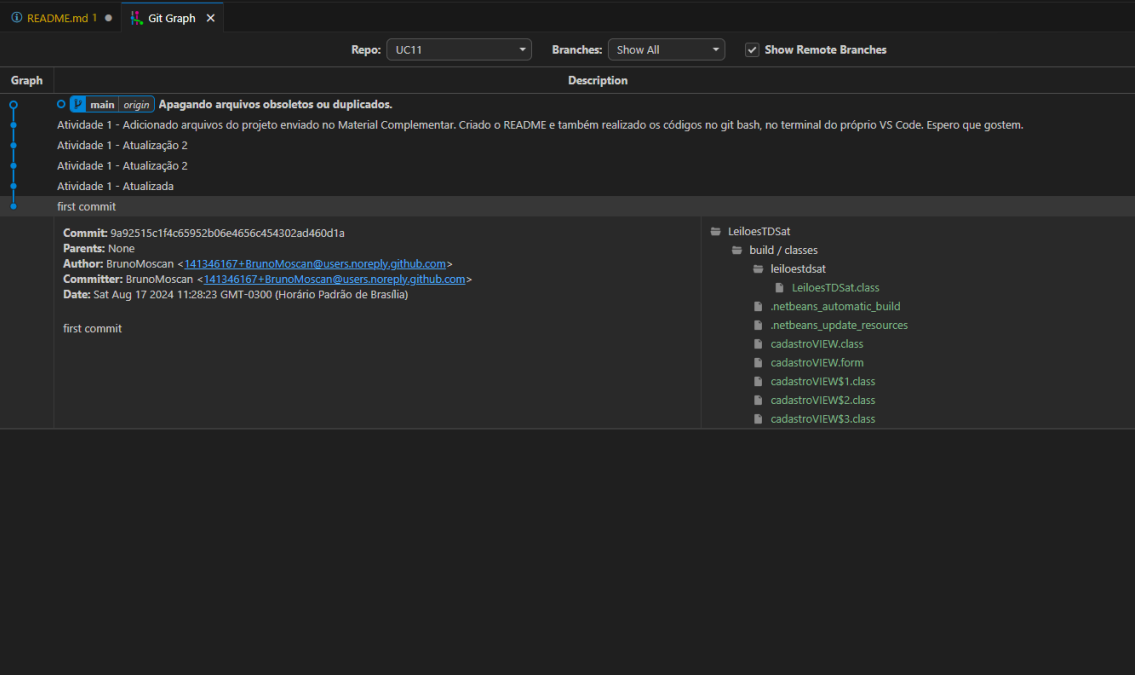 README.md 1
Git Graph
Repo: UC11 Branches: Show All Show Remote Branches
Graph Description
main origin Apagando arquivos obsoletos ou duplicados.
Atividade 1 - Adicionado arquivos do projeto enviado no Material Complementar. Criado o README e também realizado os códigos no git bash, no terminal do próprio VS Code. Espero que gostem.
Atividade 1 - Atualização 2
Atividade 1 - Atualização 2
Atividade 1 - Atualizada
first commit
Commit: 9a92515c1f4c65952b06e4656c454302ad460d1a
Parents: None
Author: BrunoMoscan <141346167+BrunoMoscan@users.noreply.github.com>
Committer: BrunoMoscan <141346167+BrunoMoscan@users.noreply.github.com>
Date: Sat Aug 17 2024 11:28:23 GMT-0300 (Horário Padrão de Brasília)
first commit
LeiloesTDSat
build / classes
leiloestdsat
LeiloesTDSat.class
.netbeans_automatic_build
.netbeans_update_resources
cadastroVIEW.class
cadastroVIEW.form
cadastroVIEW$1.class
cadastroVIEW$2.class
cadastroVIEW$3.class